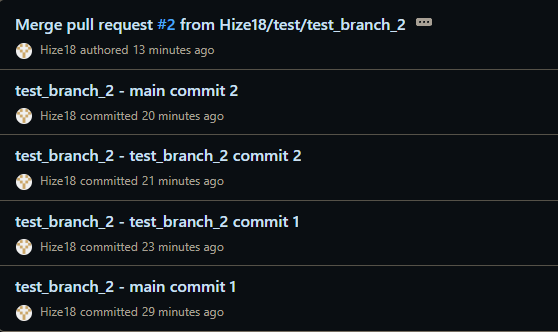 Merge pull request #2 from Hize18/test/test_branch_2
Hize18 authored 13 minutes ago
test_branch_2 - main commit 2
Hize18 committed 20 minutes ago
test_branch_2 - test_branch_2 commit 2
Hize18 committed 21 minutes ago
test_branch_2 - test_branch_2 commit 1
Hize18 committed 23 minutes ago
test_branch_2 - main commit 1
Hize18 committed 29 minutes ago